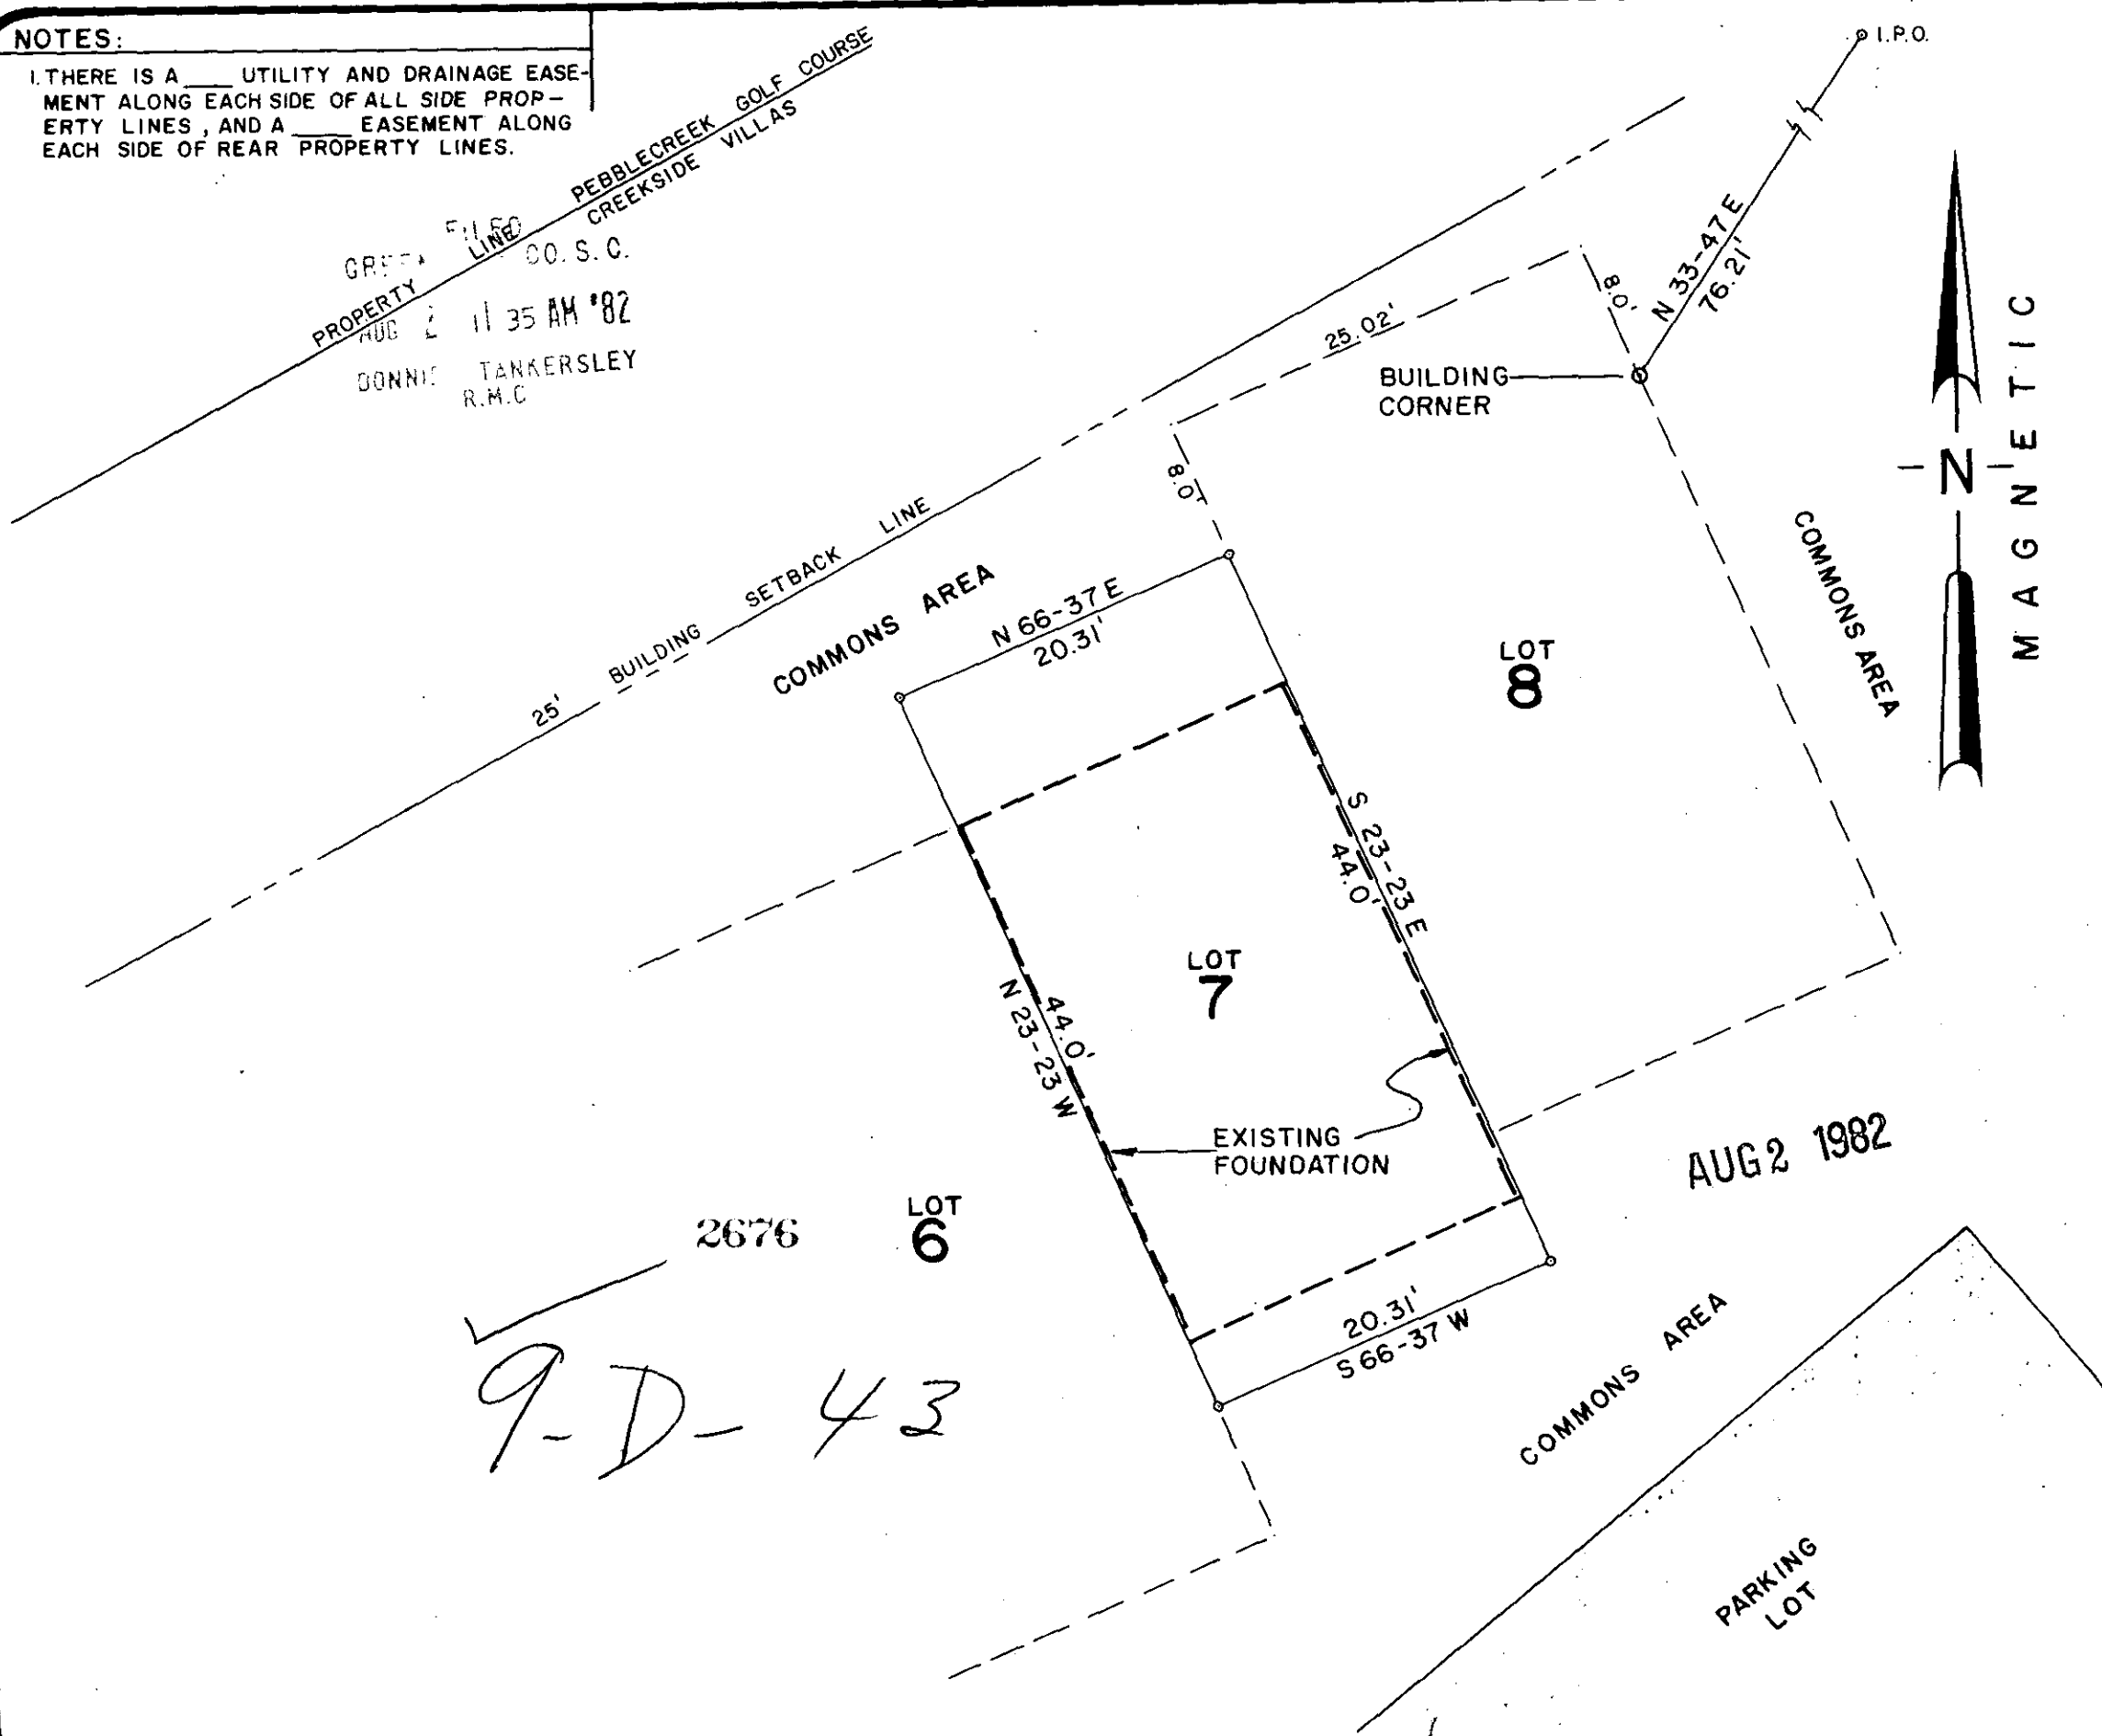 NOTES:
1. THERE IS A ____ UTILITY AND DRAINAGE EASE-
MENT ALONG EACH SIDE OF ALL SIDE PROP-
ERTY LINES, AND A ____ EASEMENT ALONG
EACH SIDE OF REAR PROPERTY LINES.
PROPERTY LINE
PEBBLECREEK GOLF COURSE
CREEKSIDE VILLAS
FILED
CO. S. C.
AUG 2 11 35 AM '82
TANKERSLEY
R.M.C
I.P.O.
N 33-47 E
76.21'
8.0'
25.02'
BUILDING
CORNER
8.0'
MAGNETIC
N
25' BUILDING SETBACK LINE
COMMONS AREA
N 66-37 E
20.31'
LOT
8
COMMONS AREA
S 23-23 E
44.0'
LOT
7
44.0'
N 23-23 W
EXISTING
FOUNDATION
AUG 2 1982
2676
LOT
6
20.31'
S 66-37 W
9-D-43
COMMONS AREA
PARKING
LOT